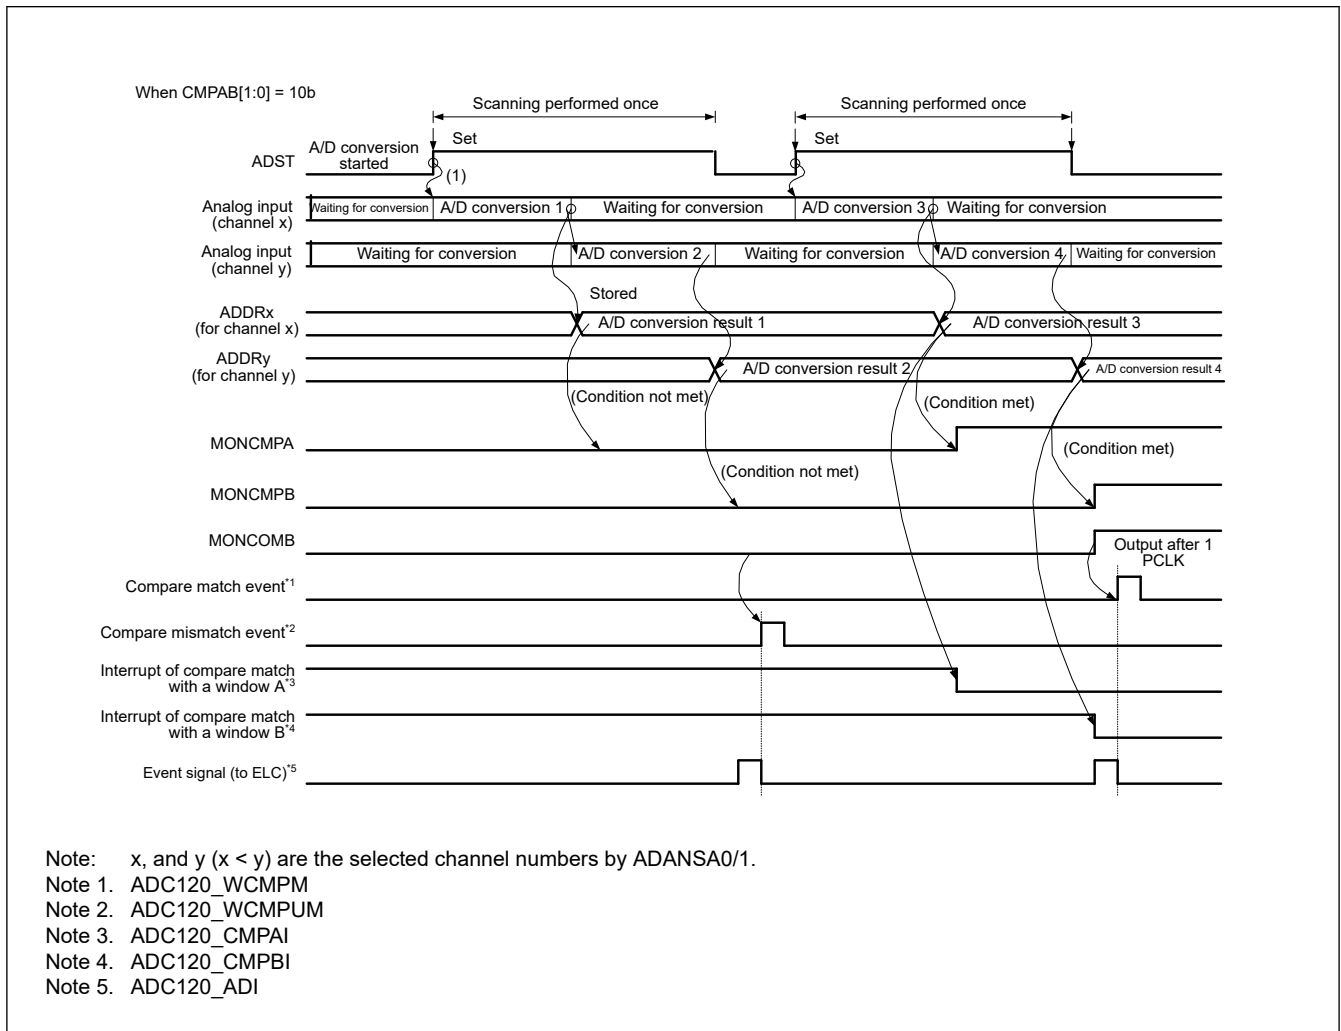 When CMPAB[1:0] = 10b
Scanning performed once
Scanning performed once
ADST
A/D conversion
started
Set
Set
(1)
Analog input
(channel x)
Waiting for conversion
A/D conversion 1
Waiting for conversion
A/D conversion 3
Waiting for conversion
Analog input
(channel y)
Waiting for conversion
A/D conversion 2
Waiting for conversion
A/D conversion 4
Waiting for conversion
Stored
ADDRx
(for channel x)
A/D conversion result 1
A/D conversion result 3
ADDRy
(for channel y)
A/D conversion result 2
A/D conversion result 4
(Condition not met)
(Condition met)
MONCMPA
(Condition met)
(Condition not met)
MONCMPB
MONCOMB
Output after 1
PCLK
Compare match event*1
Compare mismatch event*2
Interrupt of compare match
with a window A*3
Interrupt of compare match
with a window B*4
Event signal (to ELC)*5
Note: x, and y (x < y) are the selected channel numbers by ADANSA0/1.
Note 1. ADC120_WCMPM
Note 2. ADC120_WCMPUM
Note 3. ADC120_CMPAI
Note 4. ADC120_CMPBI
Note 5. ADC120_ADI